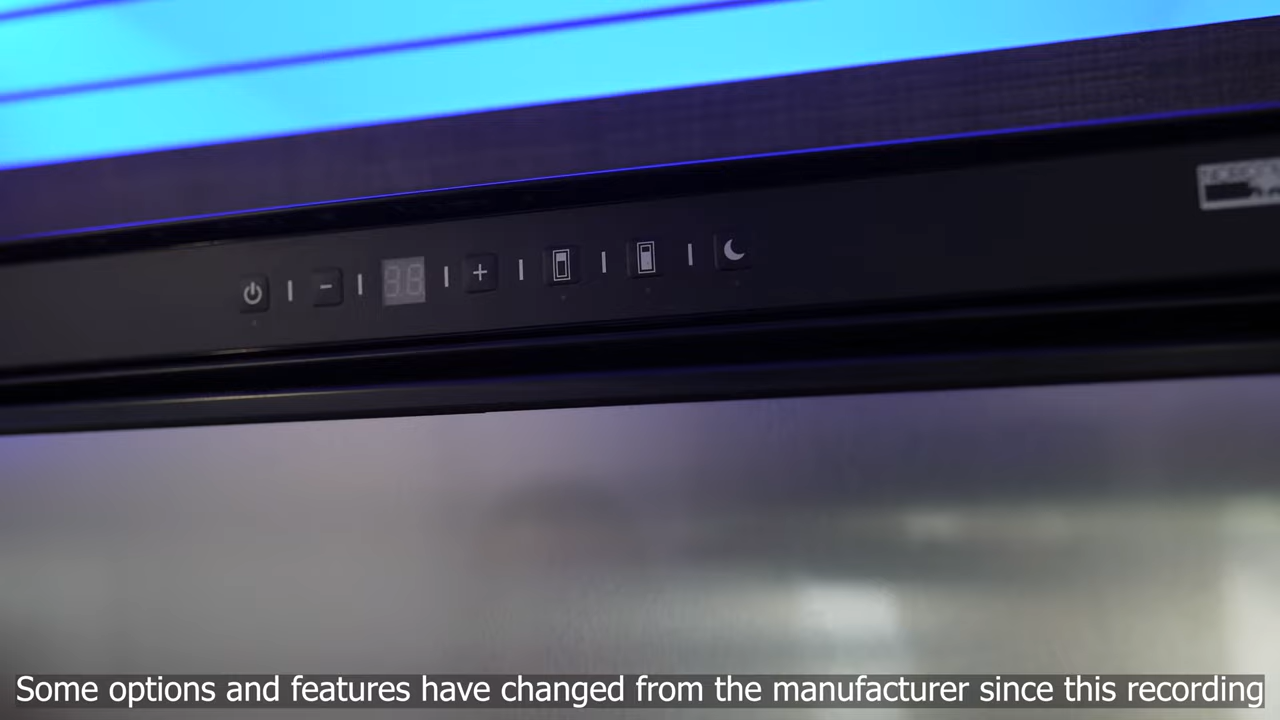 Some options and features have changed from the manufacturer since this recording